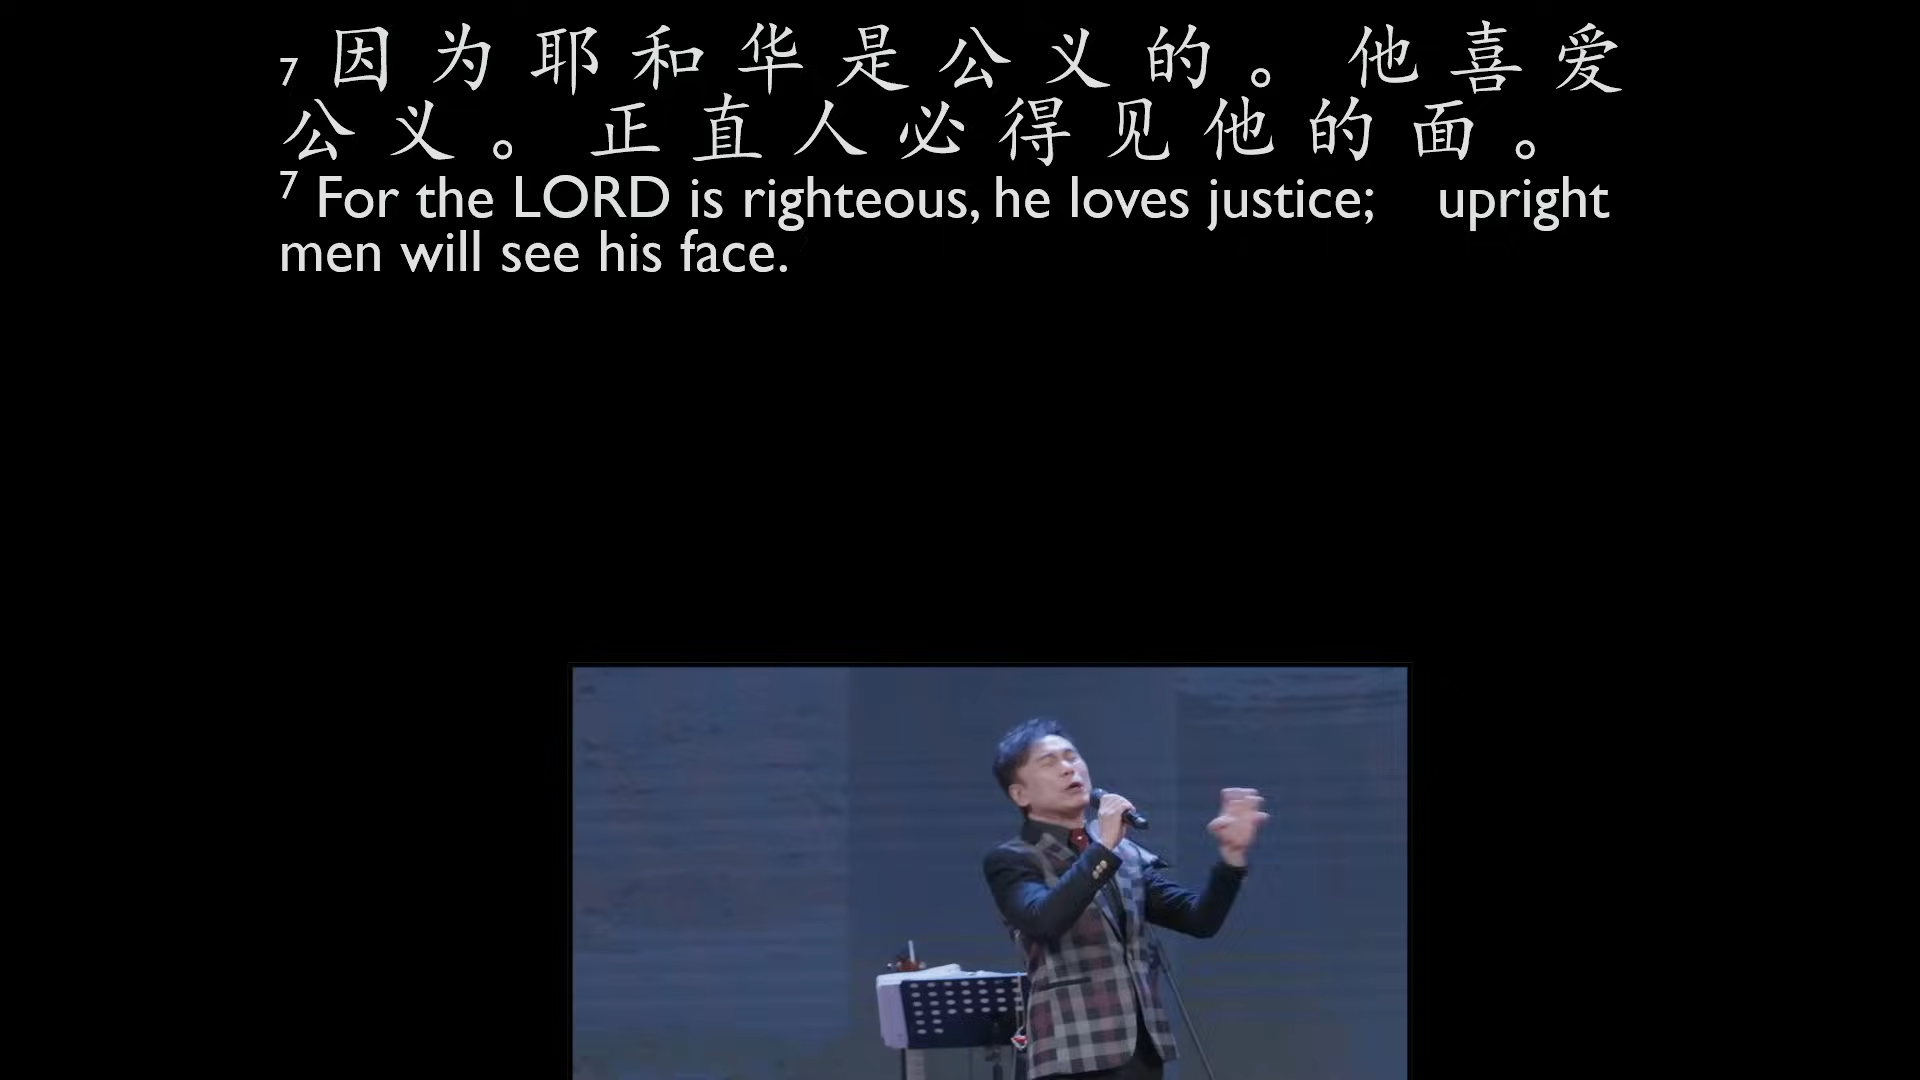 7 因为耶和华是公义的。他喜爱
公义。正直人必得见他的面。
7 For the LORD is righteous, he loves justice; upright
men will see his face.